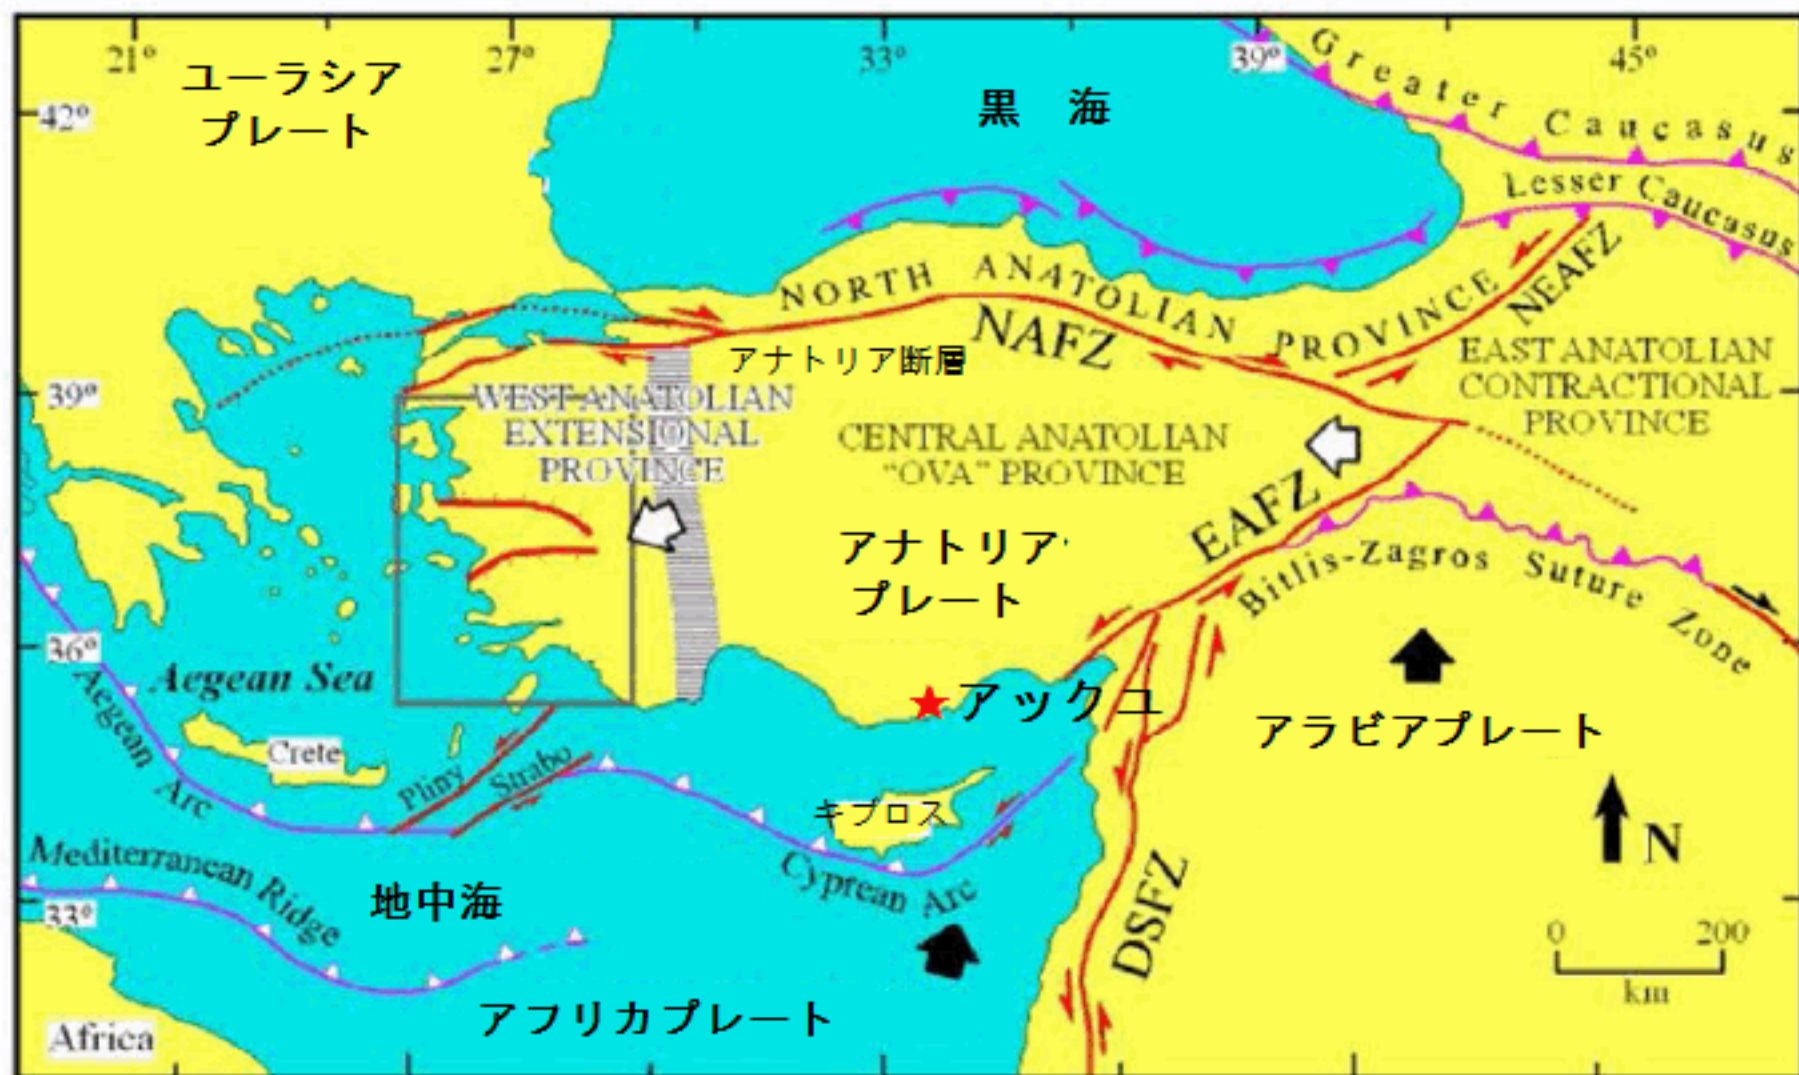 21°
27°
33°
39°
45°
42°
39°
36°
33°
ユーラシア
プレート
黒 海
Greater Caucasus
Lesser Caucasus
NORTH ANATOLIAN PROVINCE
NAFZ
NEAFZ
アナトリア断層
WEST ANATOLIAN
EXTENSIONAL
PROVINCE
CENTRAL ANATOLIAN
"OVA" PROVINCE
EAST ANATOLIAN
CONTRACTIONAL
PROVINCE
EAFZ
アナトリア
プレート
Bitlis-Zagros Suture Zone
Aegean Sea
アックユ
アラビアプレート
Aegean Arc
Crete
Pliny
Strabo
キプロス
Cyprean Arc
Mediterranean Ridge
地中海
DSFZ
N
0 200
km
アフリカプレート
Africa